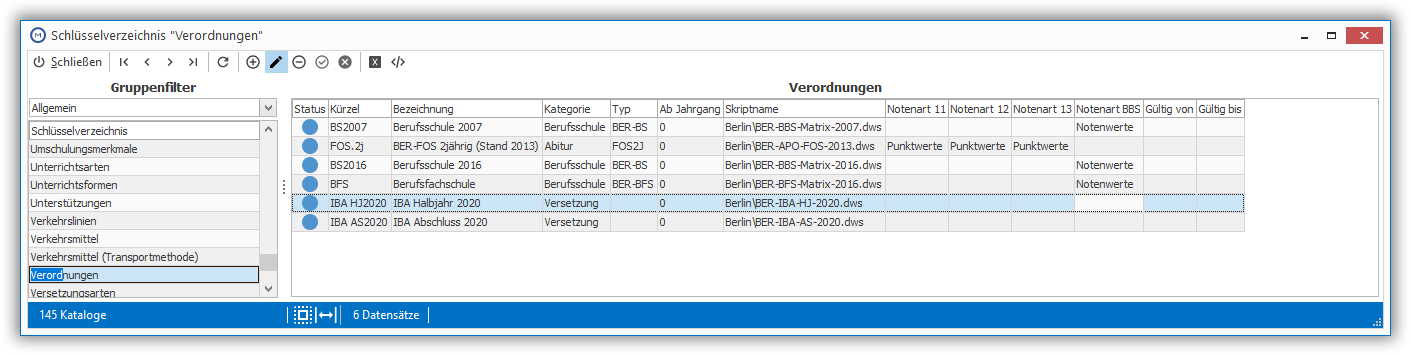 Schlüsselverzeichnis "Verordnungen"
Schließen
Gruppenfilter
Allgemein
Schlüsselverzeichnis
Umschulungsmerkmale
Unterrichtsarten
Unterrichtsformen
Unterstützungen
Verkehrslinien
Verkehrsmittel
Verkehrsmittel (Transportmethode)
Verordnungen
Versetzungsarten
Verordnungen
Status Kürzel Bezeichnung Kategorie Typ Ab Jahrgang Skriptname Notenart 11 Notenart 12 Notenart 13 Notenart BBS Gültig von Gültig bis
BS2007 Berufsschule 2007 Berufsschule BER-BS 0 Berlin\BER-BBS-Matrix-2007.dws Notenwerte
FOS.2j BER-FOS 2jährig (Stand 2013) Abitur FOS2J 0 Berlin\BER-APO-FOS-2013.dws Punktwerte Punktwerte Punktwerte
BS2016 Berufsschule 2016 Berufsschule BER-BS 0 Berlin\BER-BBS-Matrix-2016.dws Notenwerte
BFS Berufsfachschule Berufsschule BER-BFS 0 Berlin\BER-BFS-Matrix-2016.dws Notenwerte
IBA HJ2020 IBA Halbjahr 2020 Versetzung 0 Berlin\BER-IBA-HJ-2020.dws
IBA AS2020 IBA Abschluss 2020 Versetzung 0 Berlin\BER-IBA-AS-2020.dws
145 Kataloge 6 Datensätze